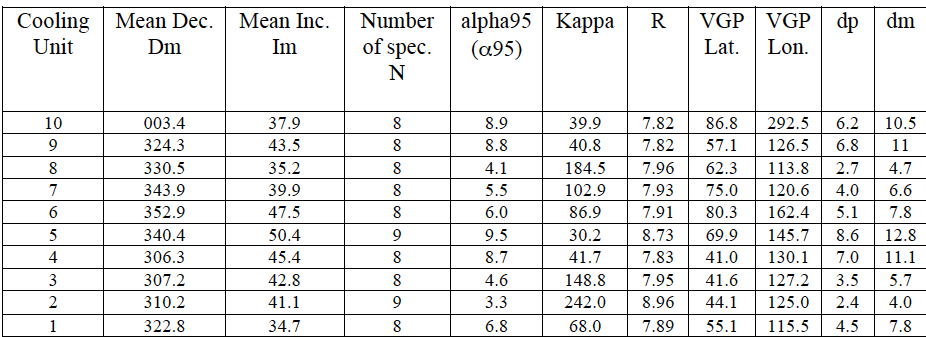 Cooling Unit Mean Dec. Dm Mean Inc. Im Number of spec. N alpha95 (α95) Kappa R VGP Lat. VGP Lon. dp dm
10 003.4 37.9 8 8.9 39.9 7.82 86.8 292.5 6.2 10.5
9 324.3 43.5 8 8.8 40.8 7.82 57.1 126.5 6.8 11
8 330.5 35.2 8 4.1 184.5 7.96 62.3 113.8 2.7 4.7
7 343.9 39.9 8 5.5 102.9 7.93 75.0 120.6 4.0 6.6
6 352.9 47.5 8 6.0 86.9 7.91 80.3 162.4 5.1 7.8
5 340.4 50.4 9 9.5 30.2 8.73 69.9 145.7 8.6 12.8
4 306.3 45.4 8 8.7 41.7 7.83 41.0 130.1 7.0 11.1
3 307.2 42.8 8 4.6 148.8 7.95 41.6 127.2 3.5 5.7
2 310.2 41.1 9 3.3 242.0 8.96 44.1 125.0 2.4 4.0
1 322.8 34.7 8 6.8 68.0 7.89 55.1 115.5 4.5 7.8